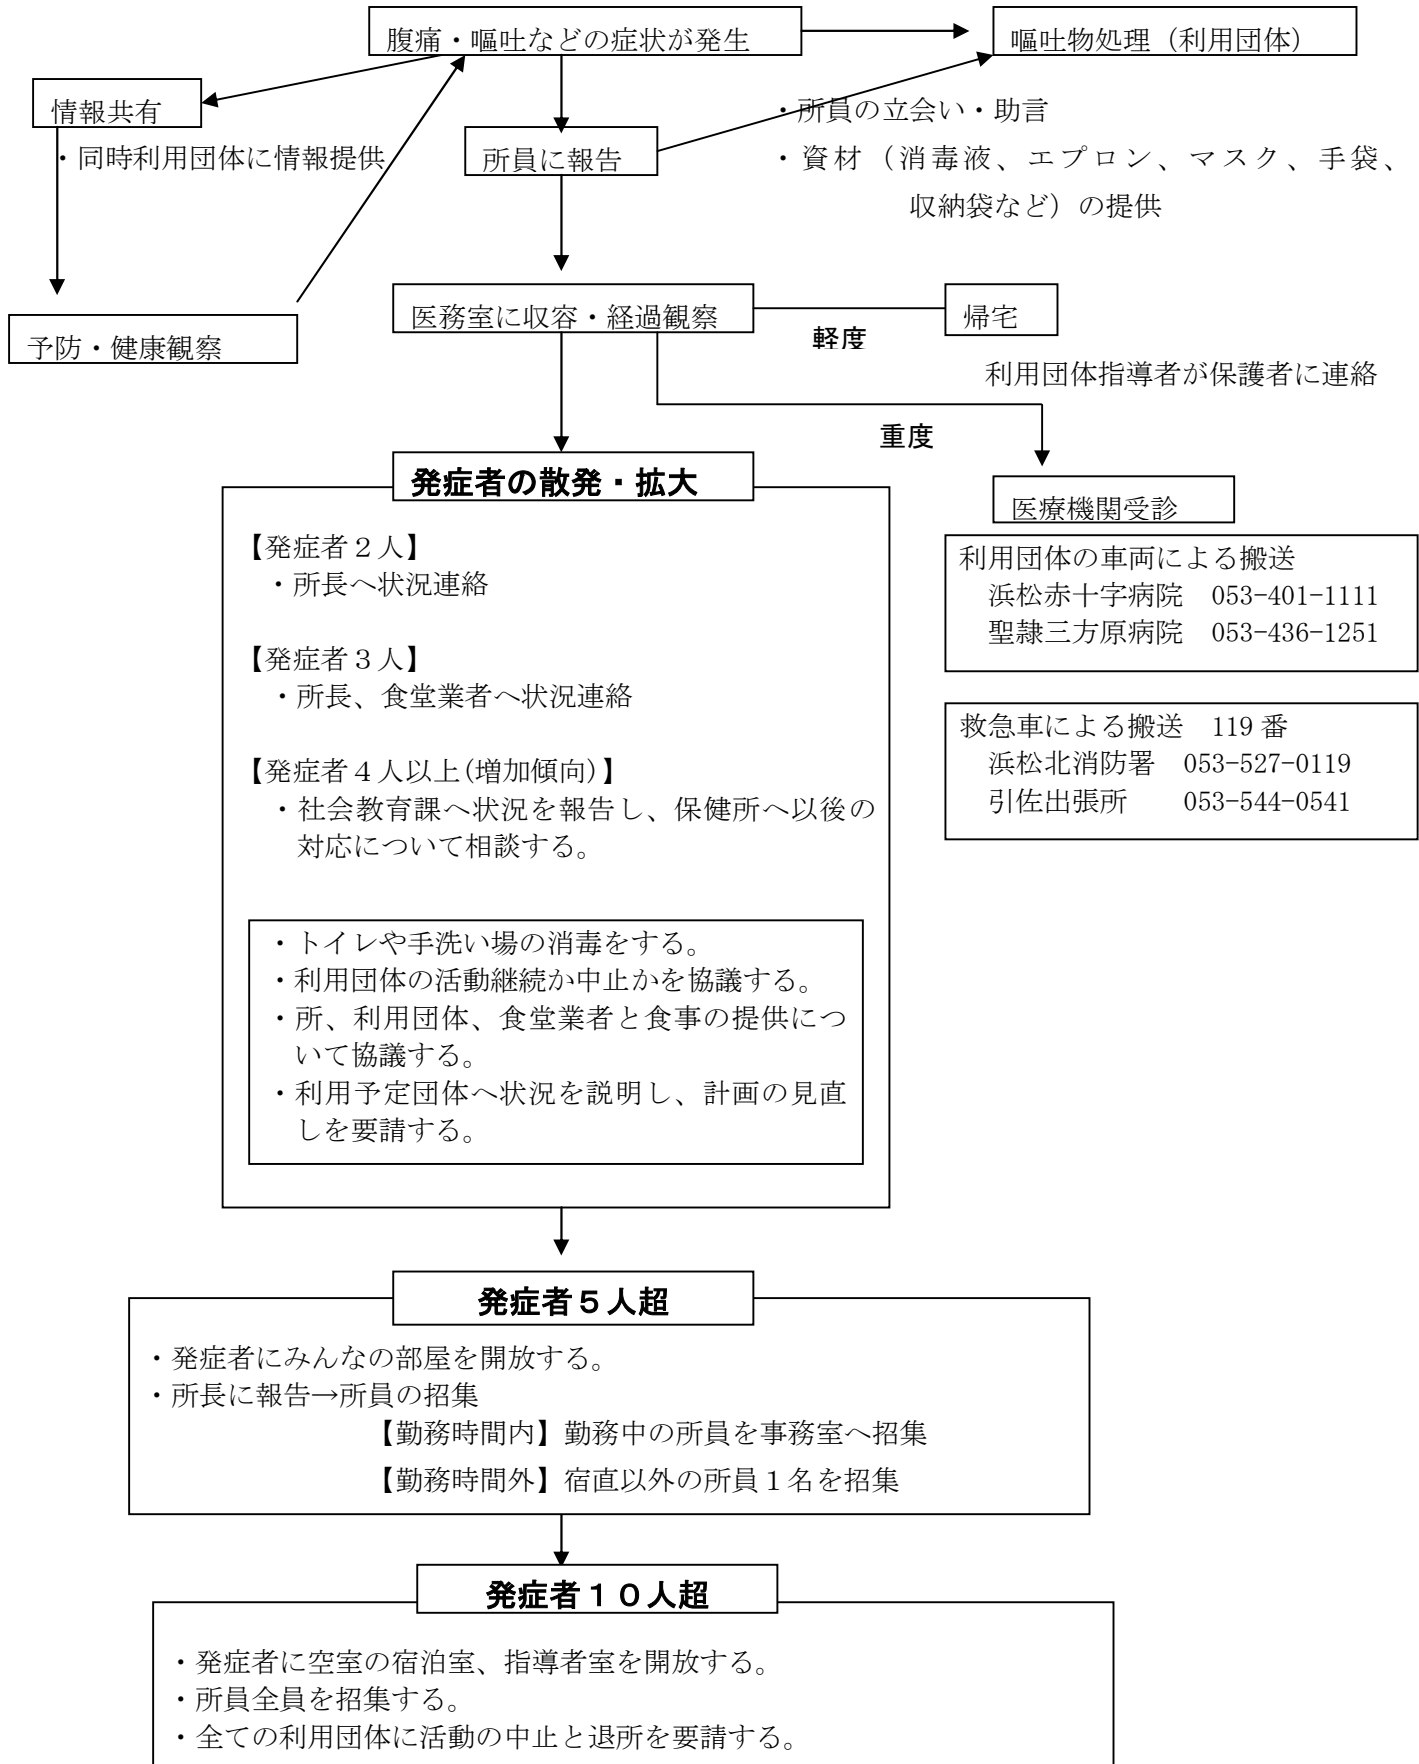 腹痛・嘔吐などの症状が発生
嘔吐物処理（利用団体）
情報共有
・同時利用団体に情報提供
所員に報告
・所員の立会い・助言
・資材（消毒液、エプロン、マスク、手袋、
収納袋など）の提供
予防・健康観察
医務室に収容・経過観察
軽度
帰宅
利用団体指導者が保護者に連絡
重度
医療機関受診
利用団体の車両による搬送
浜松赤十字病院　053-401-1111
聖隷三方原病院　053-436-1251
救急車による搬送　119 番
浜松北消防署　053-527-0119
引佐出張所　　053-544-0541
発症者の散発・拡大
【発症者２人】
・所長へ状況連絡
【発症者３人】
・所長、食堂業者へ状況連絡
【発症者４人以上(増加傾向)】
・社会教育課へ状況を報告し、保健所へ以後の
対応について相談する。
・トイレや手洗い場の消毒をする。
・利用団体の活動継続か中止かを協議する。
・所、利用団体、食堂業者と食事の提供につ
いて協議する。
・利用予定団体へ状況を説明し、計画の見直
しを要請する。
発症者５人超
・発症者にみんなの部屋を開放する。
・所長に報告→所員の招集
【勤務時間内】勤務中の所員を事務室へ招集
【勤務時間外】宿直以外の所員１名を招集
発症者１０人超
・発症者に空室の宿泊室、指導者室を開放する。
・所員全員を招集する。
・全ての利用団体に活動の中止と退所を要請する。